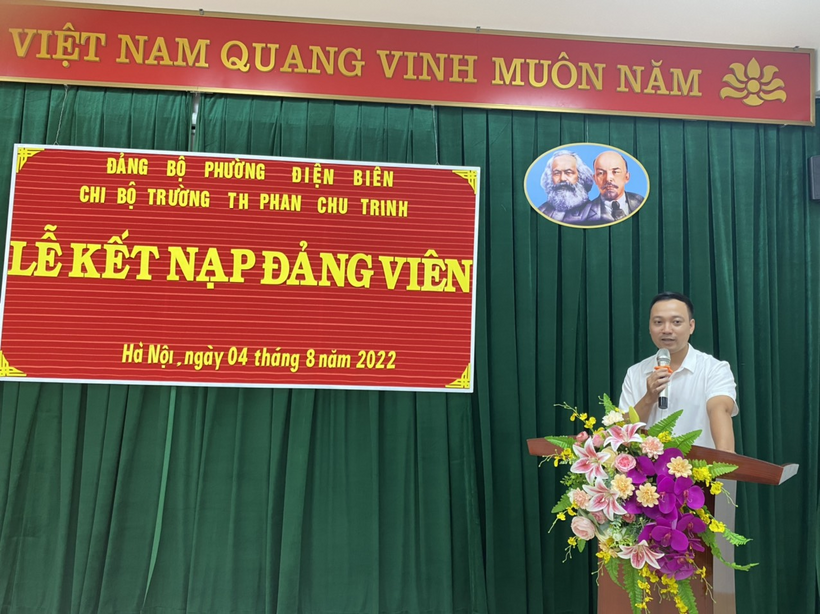 VIỆT NAM QUANG VINH MUÔN NĂM
ĐẢNG BỘ PHƯỜNG ĐIỆN BIÊN
CHI BỘ TRƯỜNG TH PHAN CHU TRINH
LỄ KẾT NẠP ĐẢNG VIÊN
Hà Nội, ngày 04 tháng 8 năm 2022